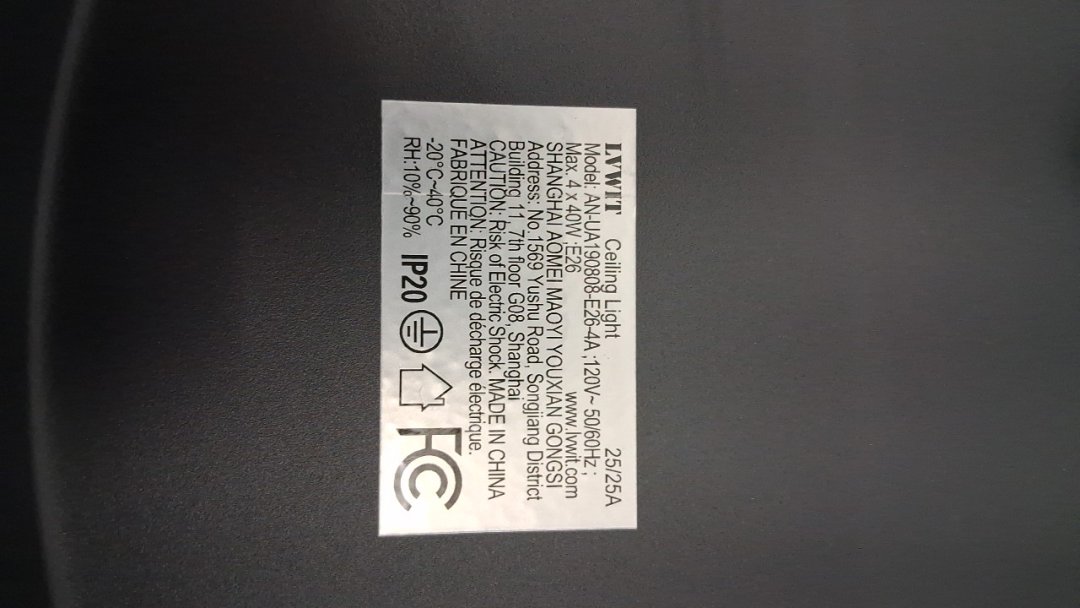 LVWIT Ceiling Light 25/25A
Model: AN-UA190808-E26-4A ;120V~ 50/60Hz ;
Max. 4 x 40W ;E26 www.lvwit.com
SHANGHAI AOMEI MAOYI YOUXIAN GONGSI
Address: No.1569 Yushu Road, Songjiang District
Building 11, 7th floor G08, Shanghai
CAUTION: Risk of Electric Shock. MADE IN CHINA
ATTENTION: Risque de décharge électrique.
FABRIQUE EN CHINE
-20°C~40°C
RH:10%~90% IP20 FC